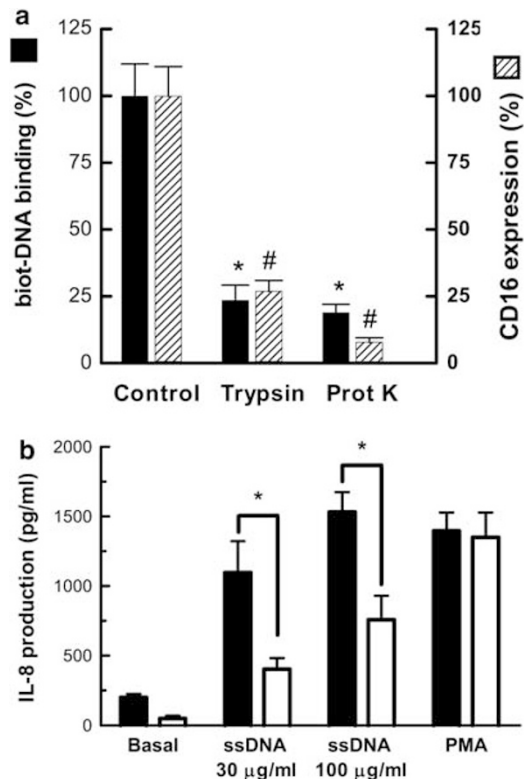 a
biot-DNA binding (%)
125
100
75
50
25
0
CD16 expression (%)
125
100
75
50
25
0
* #
* #
Control Trypsin Prot K
b
IL-8 production (pg/ml)
2000
1500
1000
500
0
*
*
Basal ssDNA ssDNA PMA
30 µg/ml 100 µg/ml